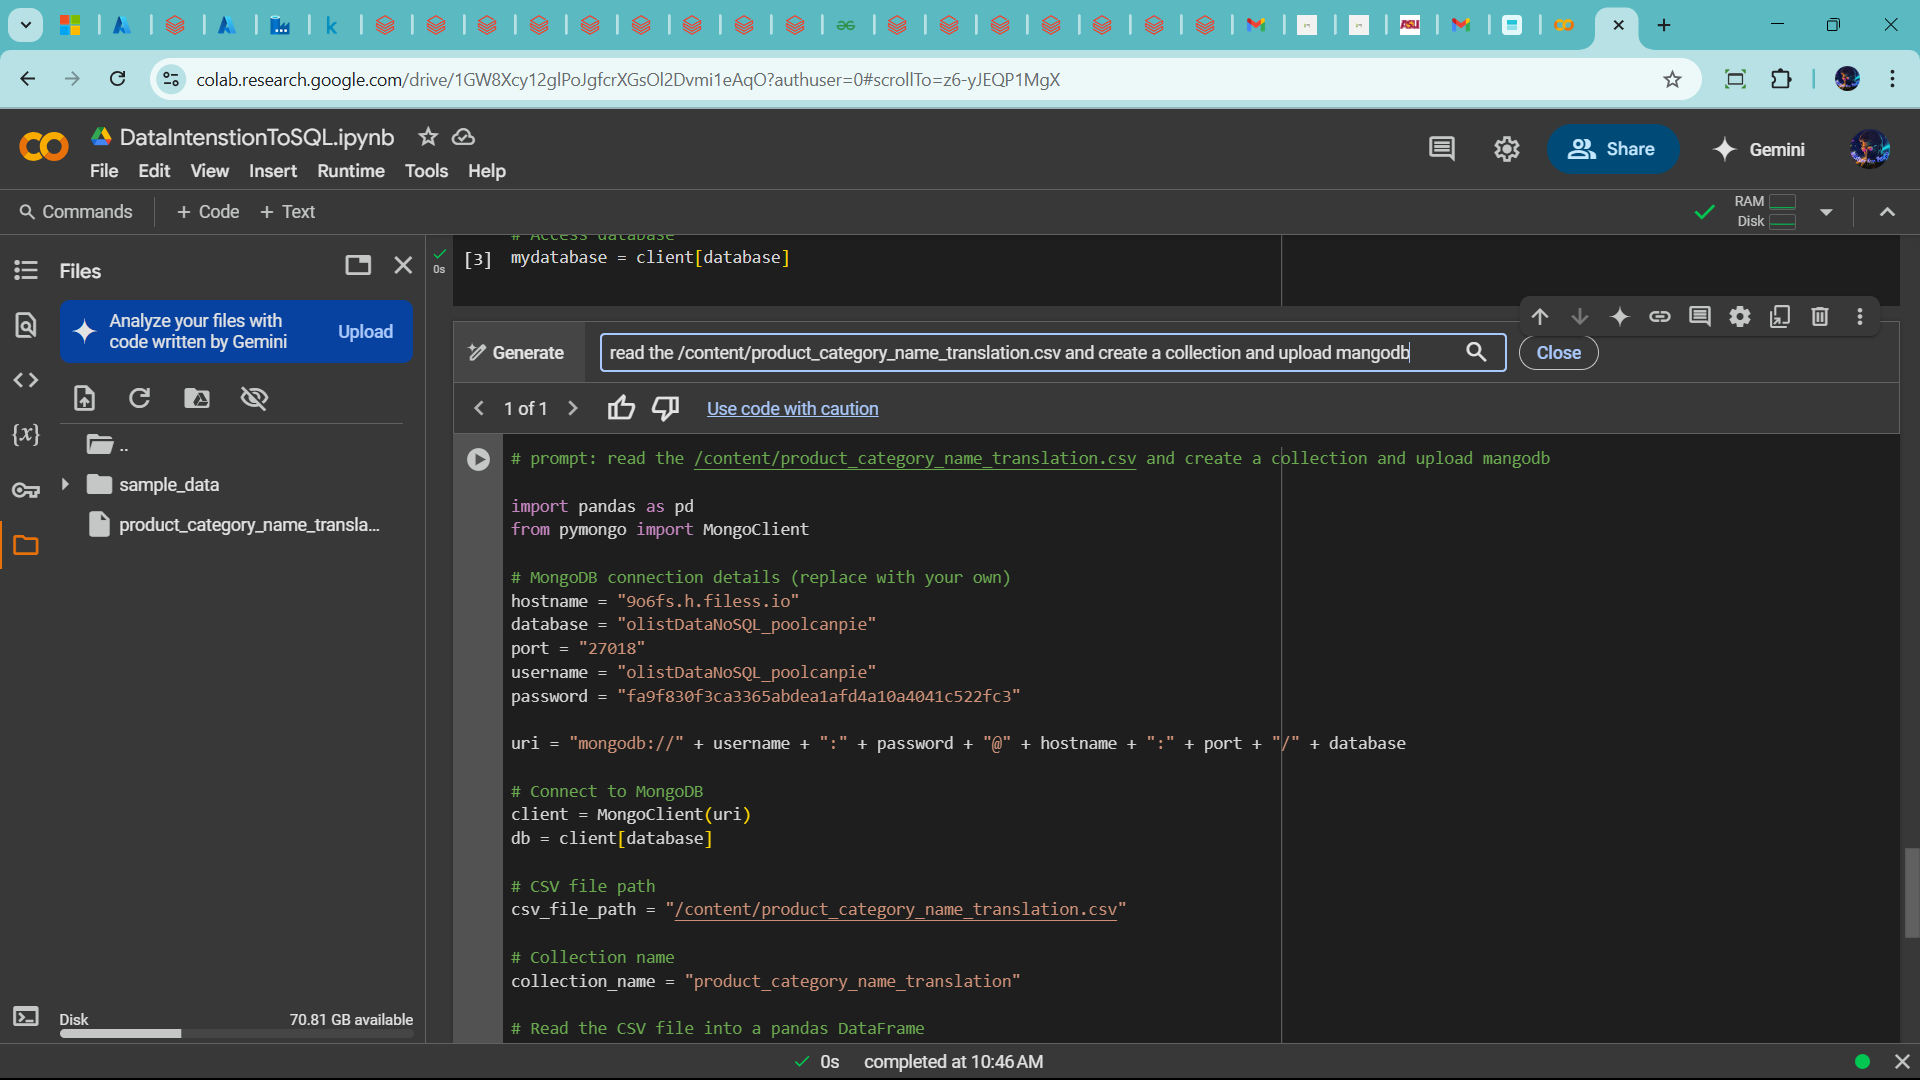 colab.research.google.com/drive/1GW8Xcy12glPoJgfcrXGsOl2Dvmi1eAqO?authuser=0#scrollTo=z6-yJEQP1MgX
DataIntenstionToSQL.ipynb
Share
Gemini
File Edit View Insert Runtime Tools Help
Commands
+ Code + Text
RAM
Disk
Files
Analyze your files with
code written by Gemini
Upload
..
sample_data
product_category_name_transla...
Disk
70.81 GB available
0s
# Access database
[3] mydatabase = client[database]
Generate
read the /content/product_category_name_translation.csv and create a collection and upload mangodb
Close
1 of 1
Use code with caution
# prompt: read the /content/product_category_name_translation.csv and create a collection and upload mangodb
import pandas as pd
from pymongo import MongoClient
# MongoDB connection details (replace with your own)
hostname = "9o6fs.h.filess.io"
database = "olistDataNoSQL_poolcanpie"
port = "27018"
username = "olistDataNoSQL_poolcanpie"
password = "fa9f830f3ca3365abdea1afd4a10a4041c522fc3"
uri = "mongodb://" + username + ":" + password + "@" + hostname + ":" + port + "/" + database
# Connect to MongoDB
client = MongoClient(uri)
db = client[database]
# CSV file path
csv_file_path = "/content/product_category_name_translation.csv"
# Collection name
collection_name = "product_category_name_translation"
# Read the CSV file into a pandas DataFrame
0s completed at 10:46 AM